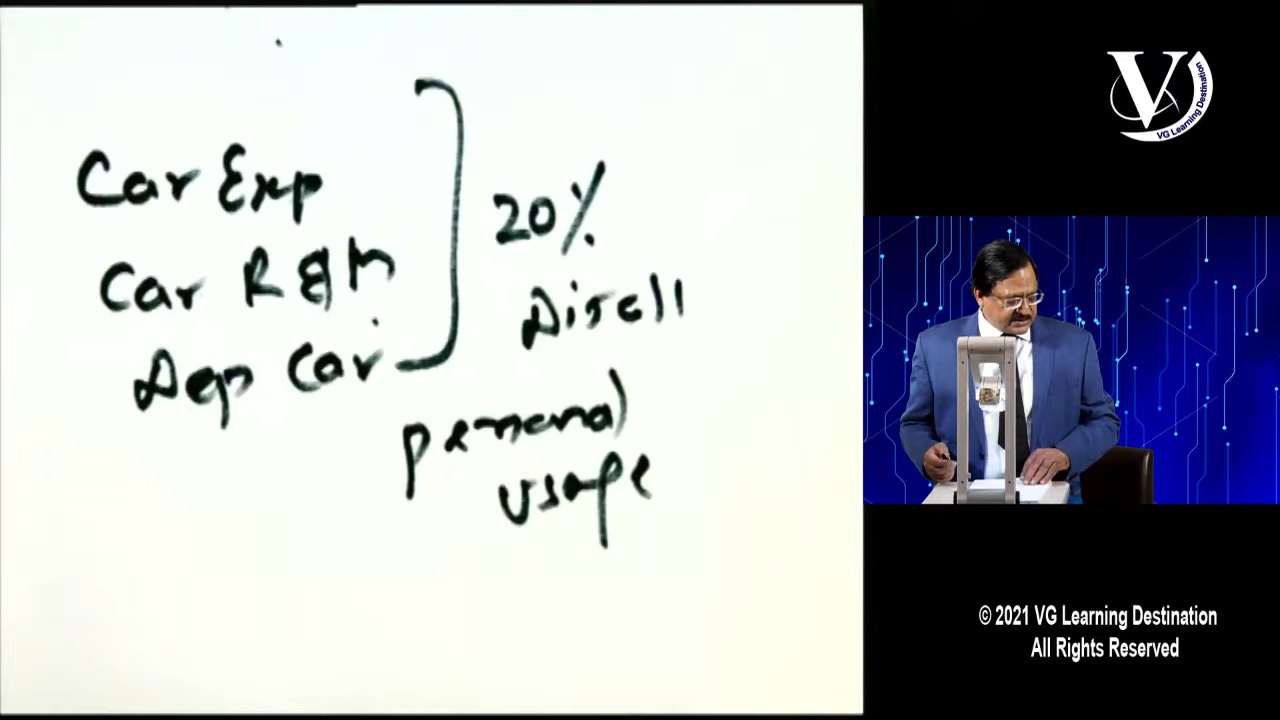 Car Exp
Car R & M
Dep Car
20%
Disall
personal
usage
V
VG Learning Destination
© 2021 VG Learning Destination
All Rights Reserved